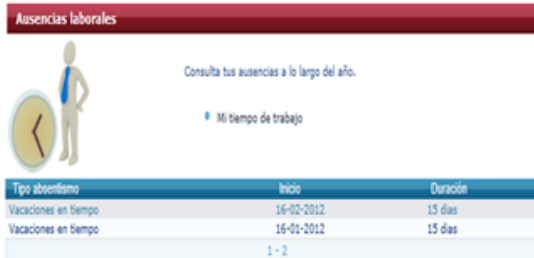 Ausencias laborales
Consulta tus ausencias a lo largo del año.
Mi tiempo de trabajo
Tipo absentismo Inicio Duración
Vacaciones en tiempo 16-02-2012 15 dias
Vacaciones en tiempo 16-01-2012 15 dias
1 - 2